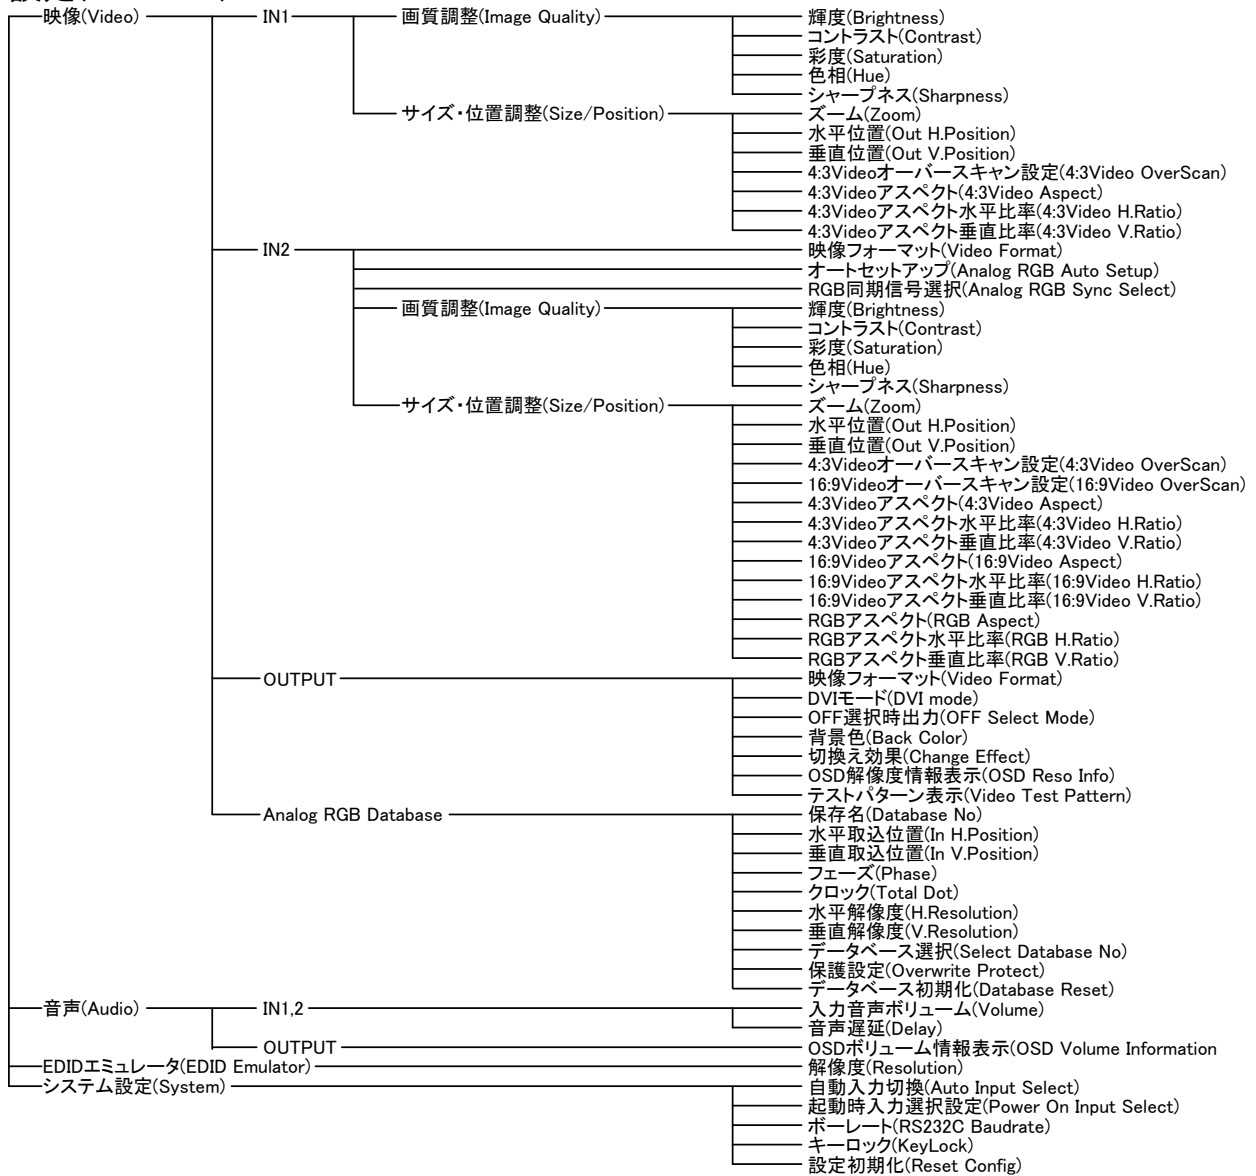 映像(Video) IN1 画質調整(Image Quality) 輝度(Brightness)
コントラスト(Contrast)
彩度(Saturation)
色相(Hue)
シャープネス(Sharpness)
サイズ・位置調整(Size/Position) ズーム(Zoom)
水平位置(Out H.Position)
垂直位置(Out V.Position)
4:3Videoオーバースキャン設定(4:3Video OverScan)
4:3Videoアスペクト(4:3Video Aspect)
4:3Videoアスペクト水平比率(4:3Video H.Ratio)
4:3Videoアスペクト垂直比率(4:3Video V.Ratio)
IN2 映像フォーマット(Video Format)
オートセットアップ(Analog RGB Auto Setup)
RGB同期信号選択(Analog RGB Sync Select)
画質調整(Image Quality) 輝度(Brightness)
コントラスト(Contrast)
彩度(Saturation)
色相(Hue)
シャープネス(Sharpness)
サイズ・位置調整(Size/Position) ズーム(Zoom)
水平位置(Out H.Position)
垂直位置(Out V.Position)
4:3Videoオーバースキャン設定(4:3Video OverScan)
16:9Videoオーバースキャン設定(16:9Video OverScan)
4:3Videoアスペクト(4:3Video Aspect)
4:3Videoアスペクト水平比率(4:3Video H.Ratio)
4:3Videoアスペクト垂直比率(4:3Video V.Ratio)
16:9Videoアスペクト(16:9Video Aspect)
16:9Videoアスペクト水平比率(16:9Video H.Ratio)
16:9Videoアスペクト垂直比率(16:9Video V.Ratio)
RGBアスペクト(RGB Aspect)
RGBアスペクト水平比率(RGB H.Ratio)
RGBアスペクト垂直比率(RGB V.Ratio)
OUTPUT 映像フォーマット(Video Format)
DVIモード(DVI mode)
OFF選択時出力(OFF Select Mode)
背景色(Back Color)
切換え効果(Change Effect)
OSD解像度情報表示(OSD Reso Info)
テストパターン表示(Video Test Pattern)
Analog RGB Database 保存名(Database No)
水平取込位置(In H.Position)
垂直取込位置(In V.Position)
フェーズ(Phase)
クロック(Total Dot)
水平解像度(H.Resolution)
垂直解像度(V.Resolution)
データベース選択(Select Database No)
保護設定(Overwrite Protect)
データベース初期化(Database Reset)
音声(Audio) IN1,2 入力音声ボリューム(Volume)
音声遅延(Delay)
OUTPUT OSDボリューム情報表示(OSD Volume Information
EDIDエミュレータ(EDID Emulator) 解像度(Resolution)
システム設定(System) 自動入力切換(Auto Input Select)
起動時入力選択設定(Power On Input Select)
ボーレート(RS232C Baudrate)
キーロック(KeyLock)
設定初期化(Reset Config)